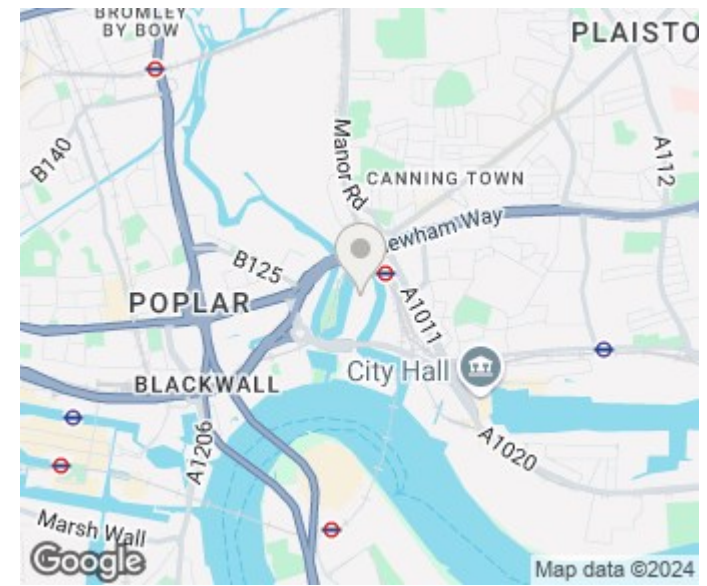 BROMLEY
BY BOW
PLAISTO
B140
Manor Rd
A112
CANNING TOWN
ewham Way
B125
POPLAR
A1011
City Hall
BLACKWALL
A1206
A1020
Marsh Wall
Google
Map data ©2024